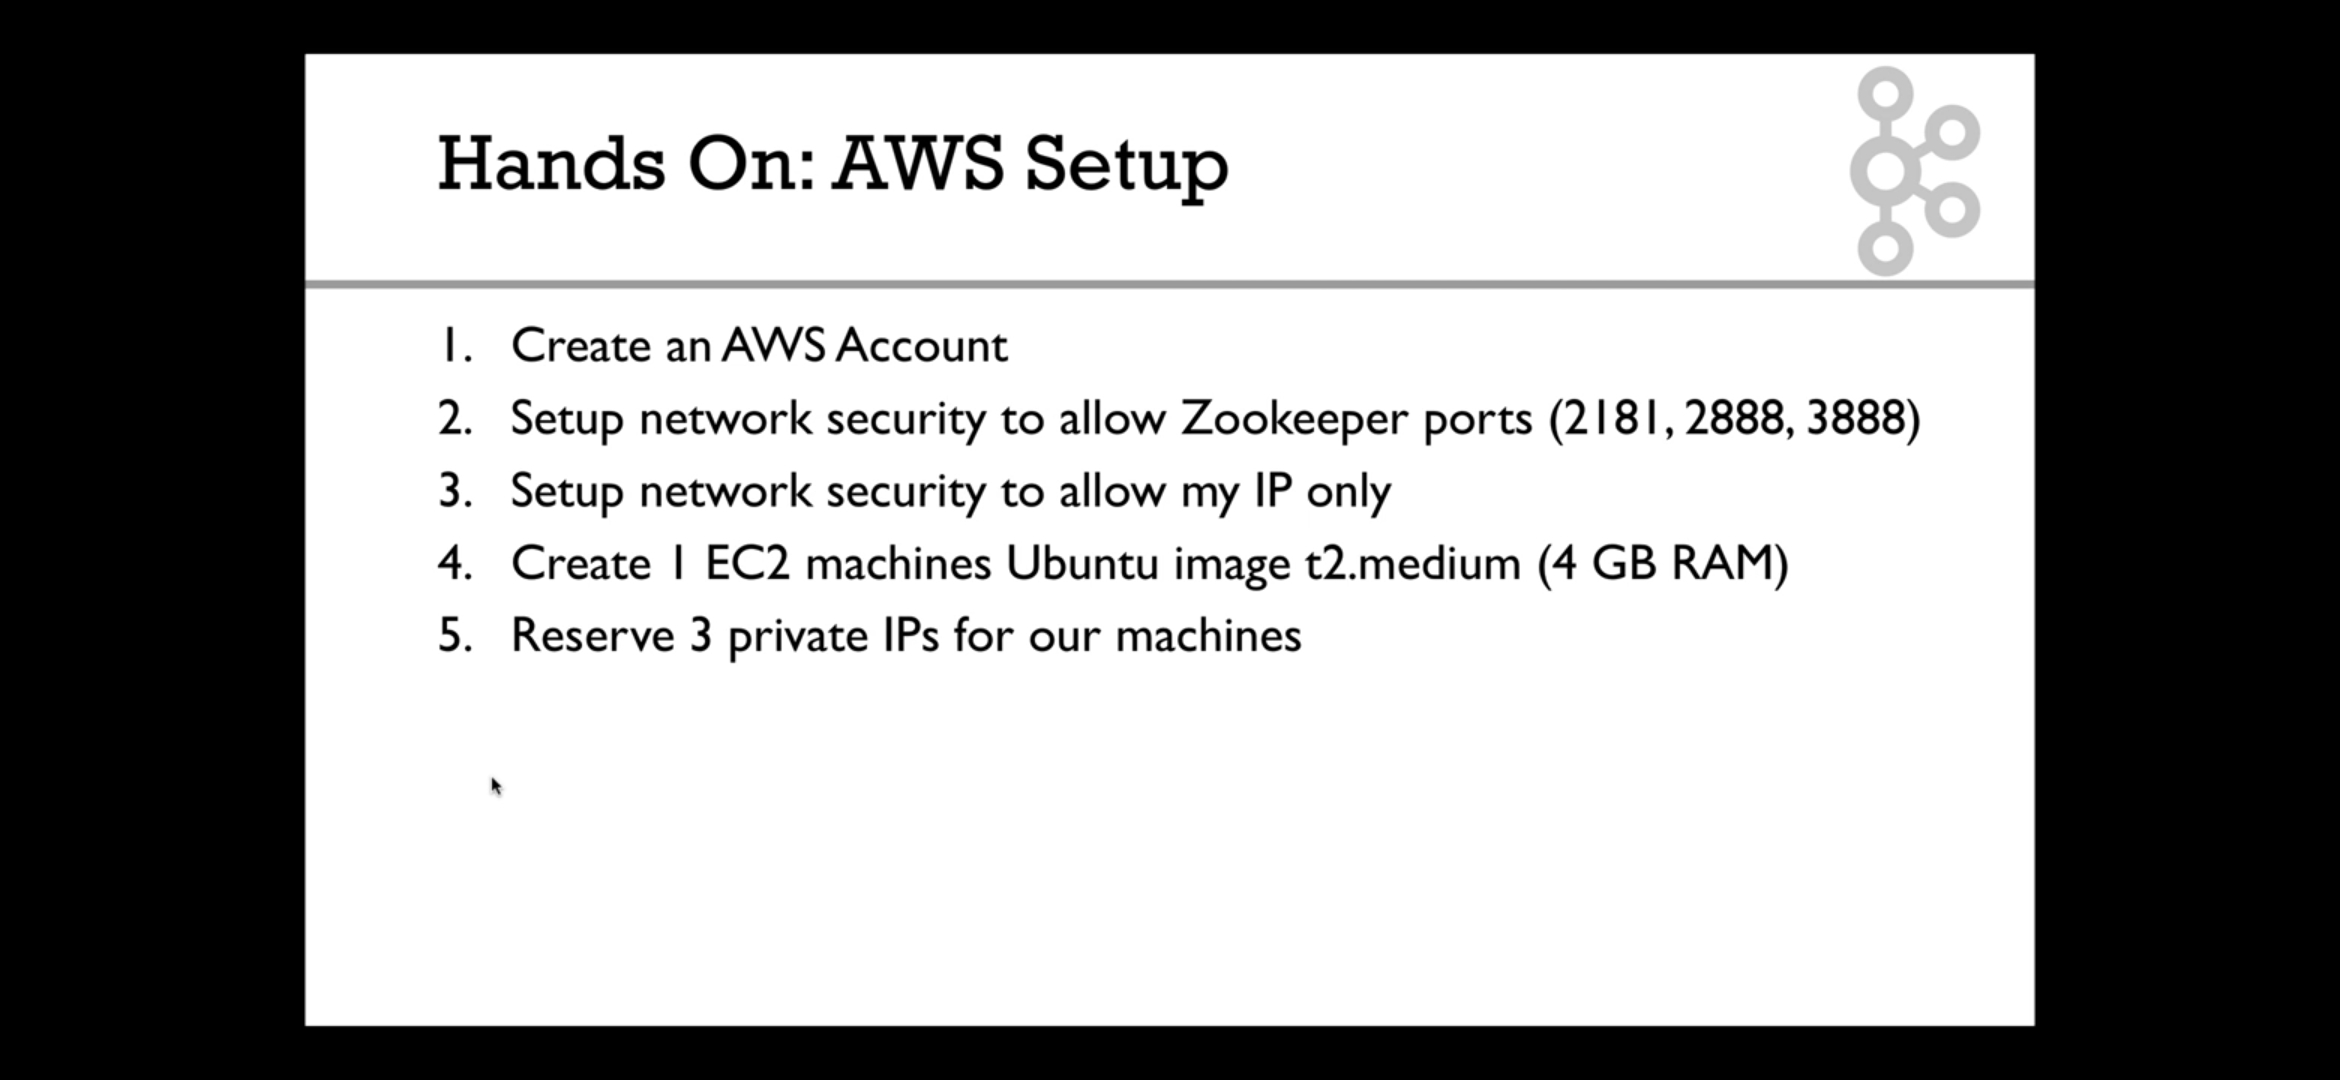 Hands On: AWS Setup
1. Create an AWS Account
2. Setup network security to allow Zookeeper ports (2181, 2888, 3888)
3. Setup network security to allow my IP only
4. Create 1 EC2 machines Ubuntu image t2.medium (4 GB RAM)
5. Reserve 3 private IPs for our machines